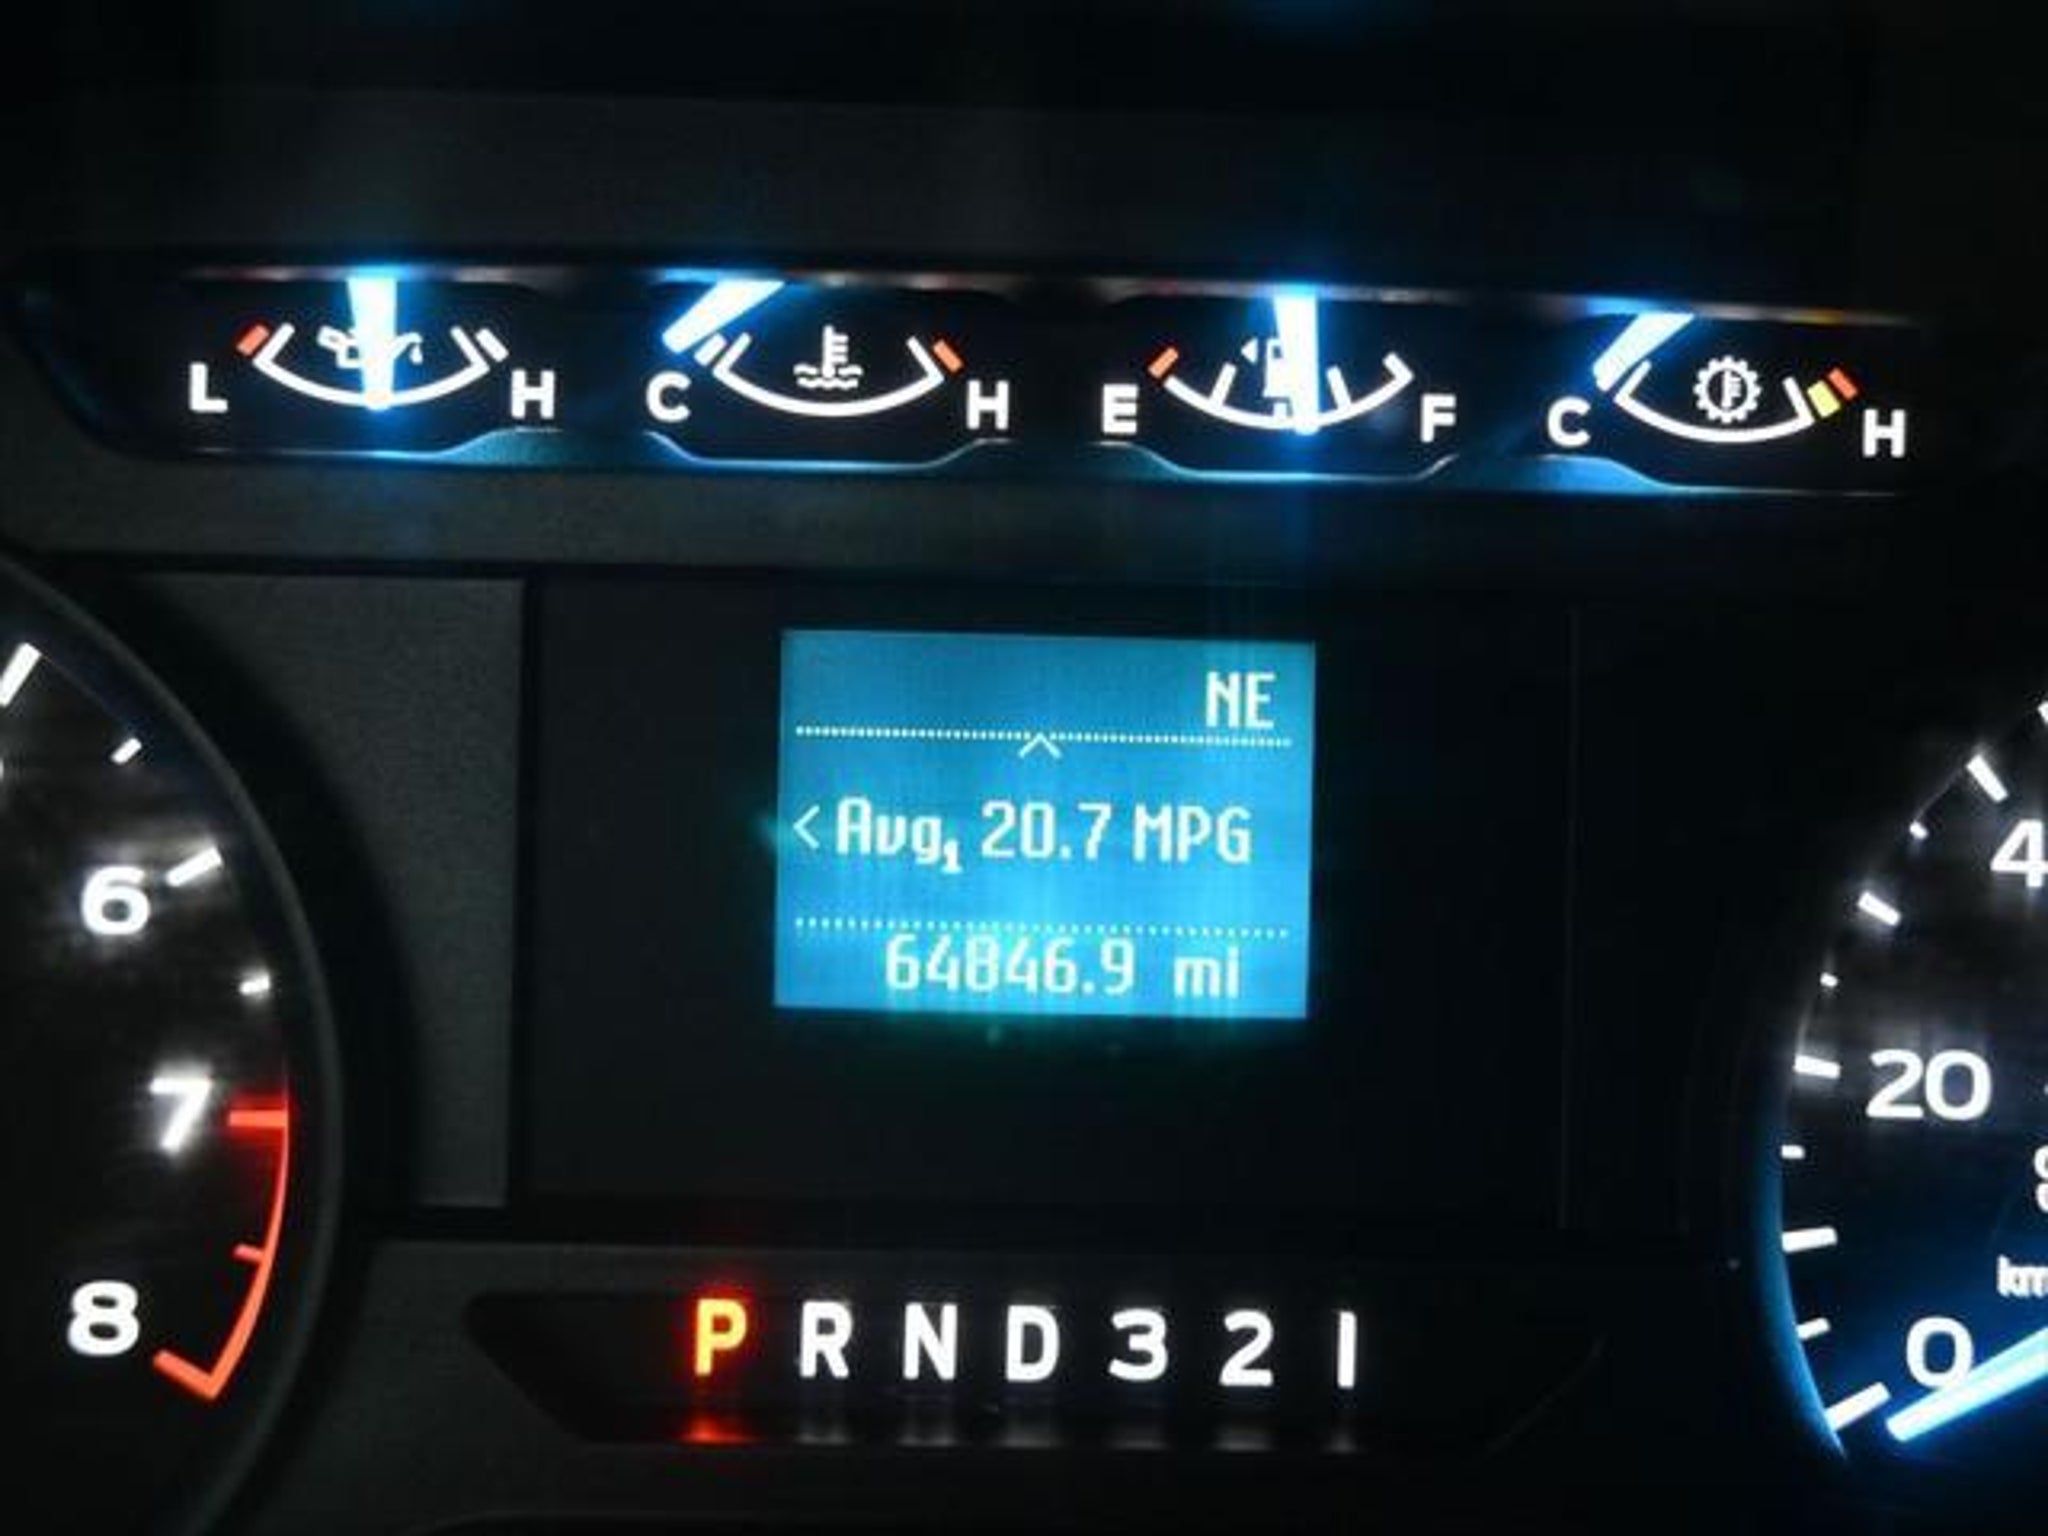 L H C H E F C H
NE
< Avg1 20.7 MPG
64846.9 mi
6
7
8
4
20
0
P R N D 3 2 1